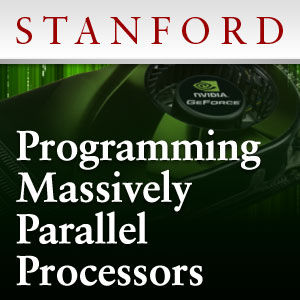 STANFORD
NVIDIA
GEFORCE
Programming
Massively
Parallel
Processors